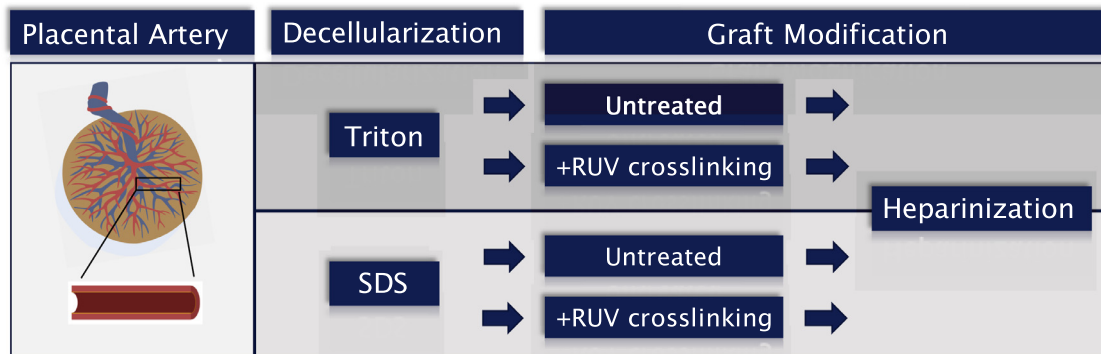 Placental Artery
Decellularization
Graft Modification
Triton
Untreated
+RUV crosslinking
Heparinization
SDS
Untreated
+RUV crosslinking